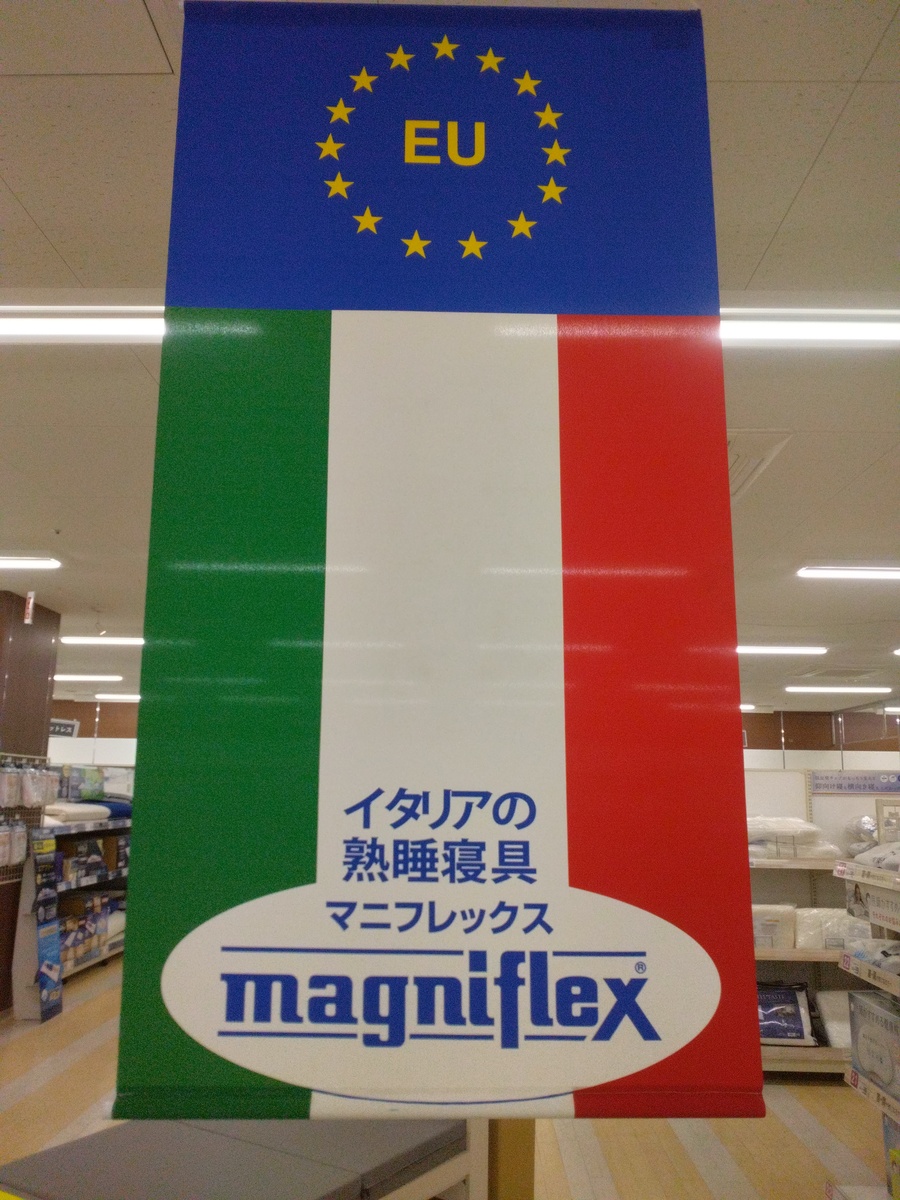 EU
イタリアの
熟睡寝具
マニフレックス
magniflex®